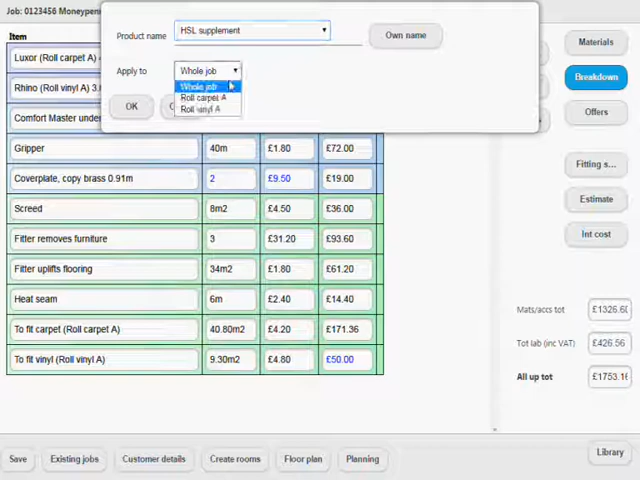 Job: 0123456 Moneypen
Product name
HSL supplement
Own name
Apply to
Whole job
Whole job
Roll carpet A
Roll vinyl A
OK
Materials
Breakdown
Offers
Fitting s...
Estimate
Int cost
Item
Luxor (Roll carpet A)
Rhino (Roll vinyl A) 3.
Comfort Master under
Gripper 40m £1.80 £72.00
Coverplate, copy brass 0.91m 2 £9.50 £19.00
Screed 8m2 £4.50 £36.00
Fitter removes furniture 3 £31.20 £93.60
Fitter uplifts flooring 34m2 £1.80 £61.20
Heat seam 6m £2.40 £14.40
To fit carpet (Roll carpet A) 40.80m2 £4.20 £171.36
To fit vinyl (Roll vinyl A) 9.30m2 £4.80 £50.00
Mats/accs tot £1326.60
Tot lab (inc VAT) £426.56
All up tot £1753.16
Save Existing jobs Customer details Create rooms Floor plan Planning Library